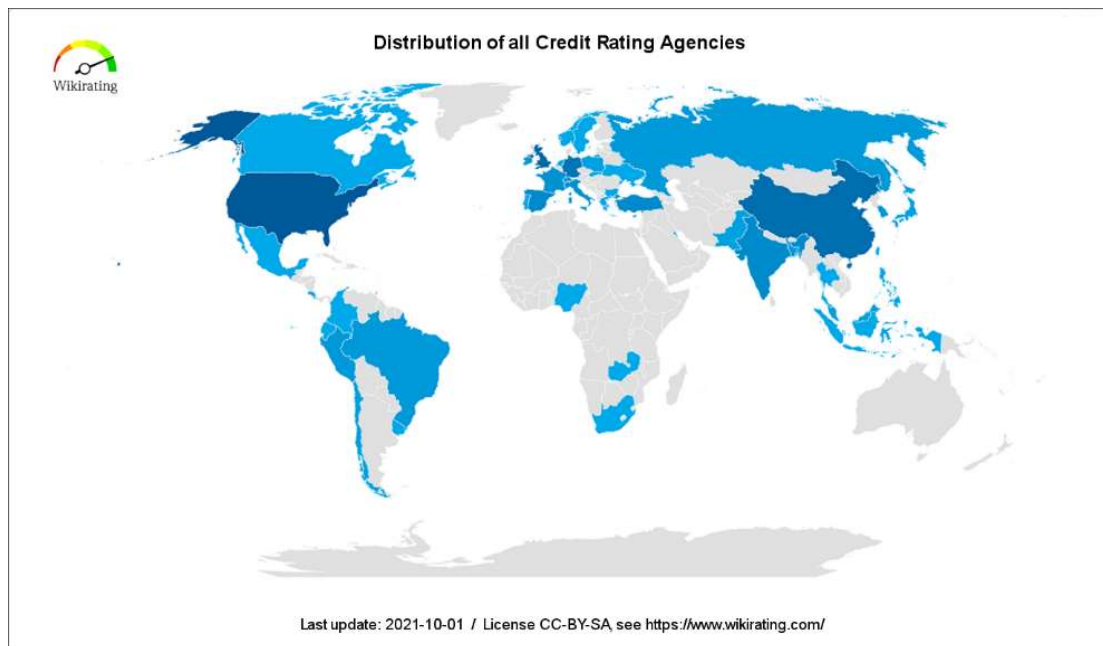 Distribution of all Credit Rating Agencies
Wikirating
Last update: 2021-10-01 / License CC-BY-SA, see https://www.wikirating.com/